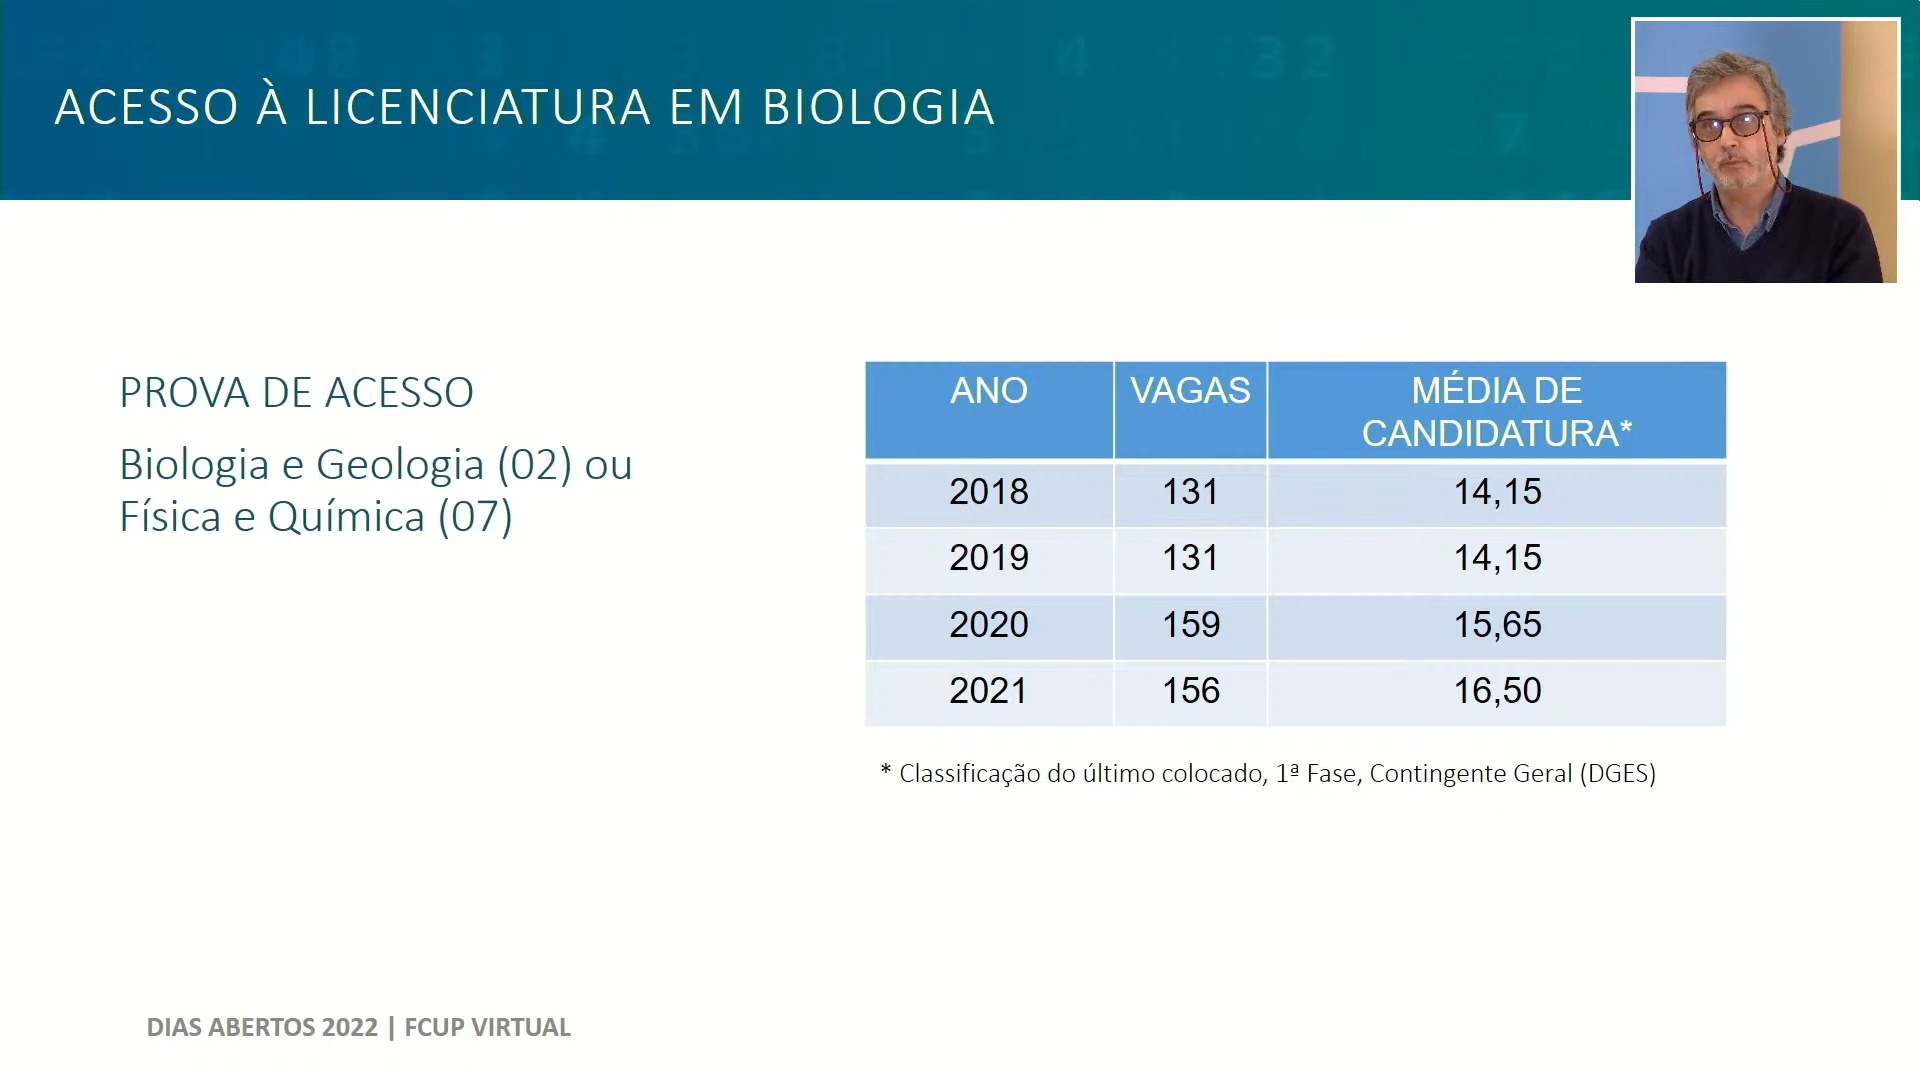 ACESSO À LICENCIATURA EM BIOLOGIA
PROVA DE ACESSO
Biologia e Geologia (02) ou
Física e Química (07)
ANO VAGAS MÉDIA DE
CANDIDATURA*
2018 131 14,15
2019 131 14,15
2020 159 15,65
2021 156 16,50
* Classificação do último colocado, 1ª Fase, Contingente Geral (DGES)
DIAS ABERTOS 2022 | FCUP VIRTUAL